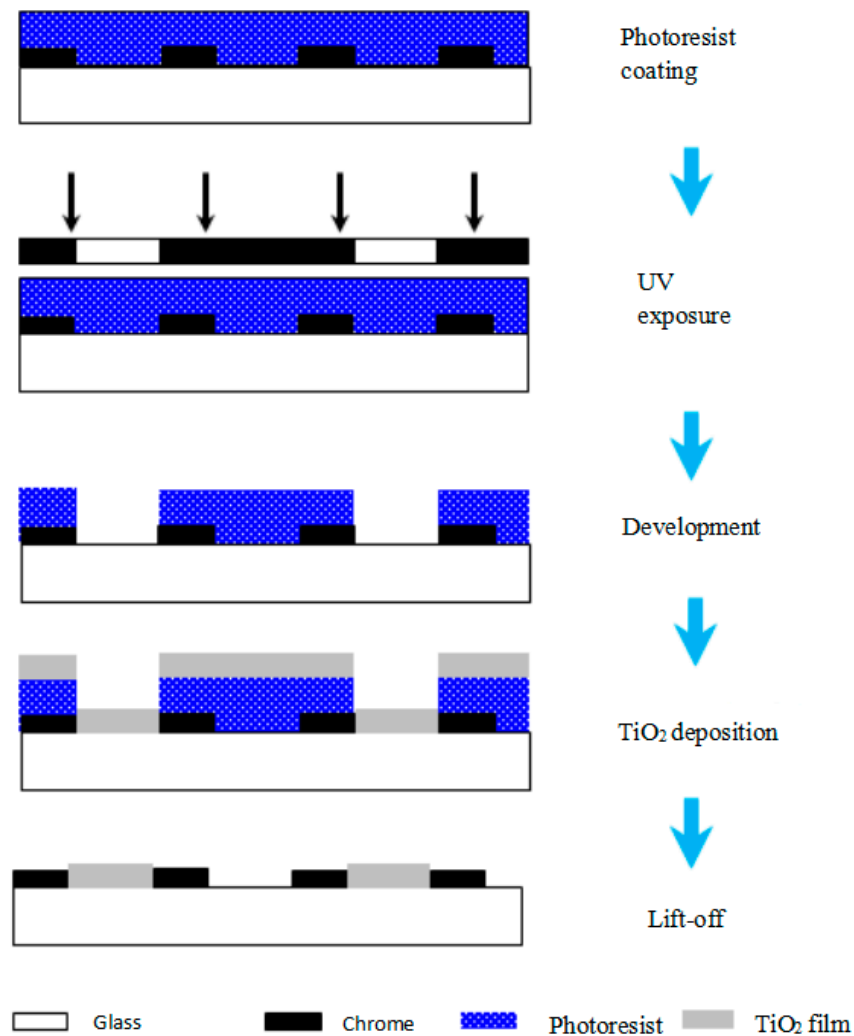 Photoresist
coating
UV
exposure
Development
TiO₂ deposition
Lift-off
Glass Chrome Photoresist TiO₂ film